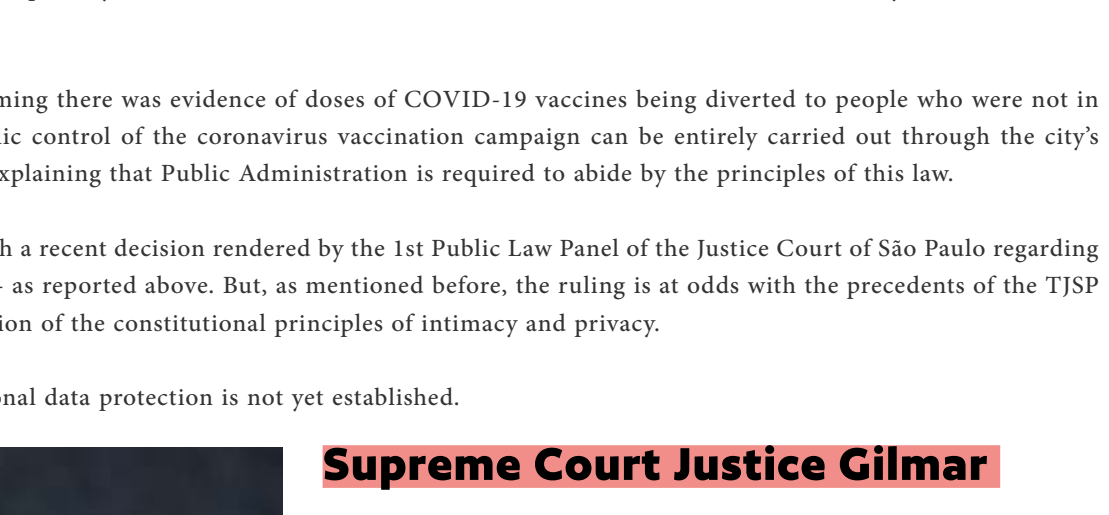 ming there was evidence of doses of COVID-19 vaccines being diverted to people who were not in
ic control of the coronavirus vaccination campaign can be entirely carried out through the city's
xplaining that Public Administration is required to abide by the principles of this law.
h a recent decision rendered by the 1st Public Law Panel of the Justice Court of São Paulo regarding
- as reported above. But, as mentioned before, the ruling is at odds with the precedents of the TJSP
ion of the constitutional principles of intimacy and privacy.
onal data protection is not yet established.
Supreme Court Justice Gilmar